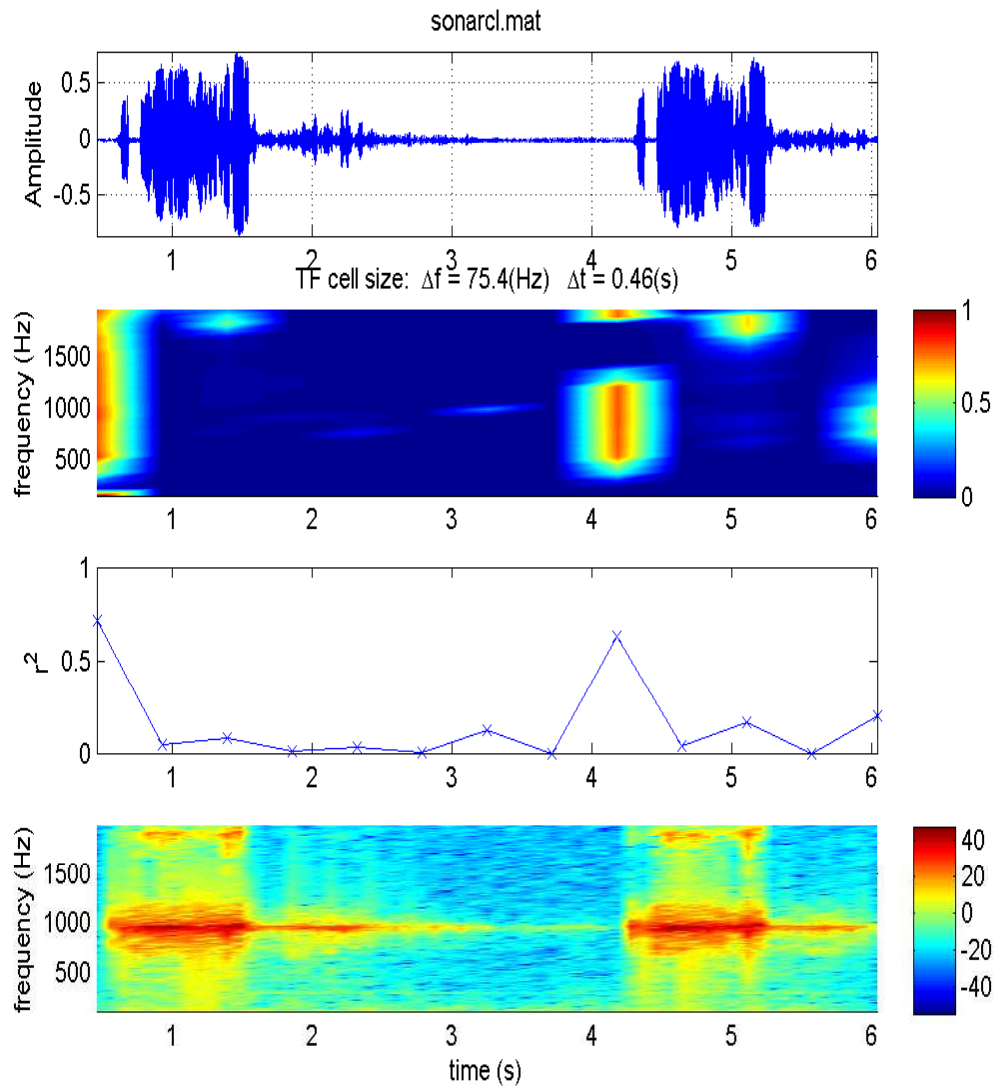 sonarcl.mat
Amplitude
0.5
0
-0.5
1 2 3 4 5 6
TF cell size: Δf = 75.4(Hz) Δt = 0.46(s)
frequency (Hz)
1500
1000
500
1
0.5
0
1 2 3 4 5 6
r²
1
0.5
0
1 2 3 4 5 6
frequency (Hz)
1500
1000
500
40
20
0
-20
-40
1 2 3 4 5 6
time (s)